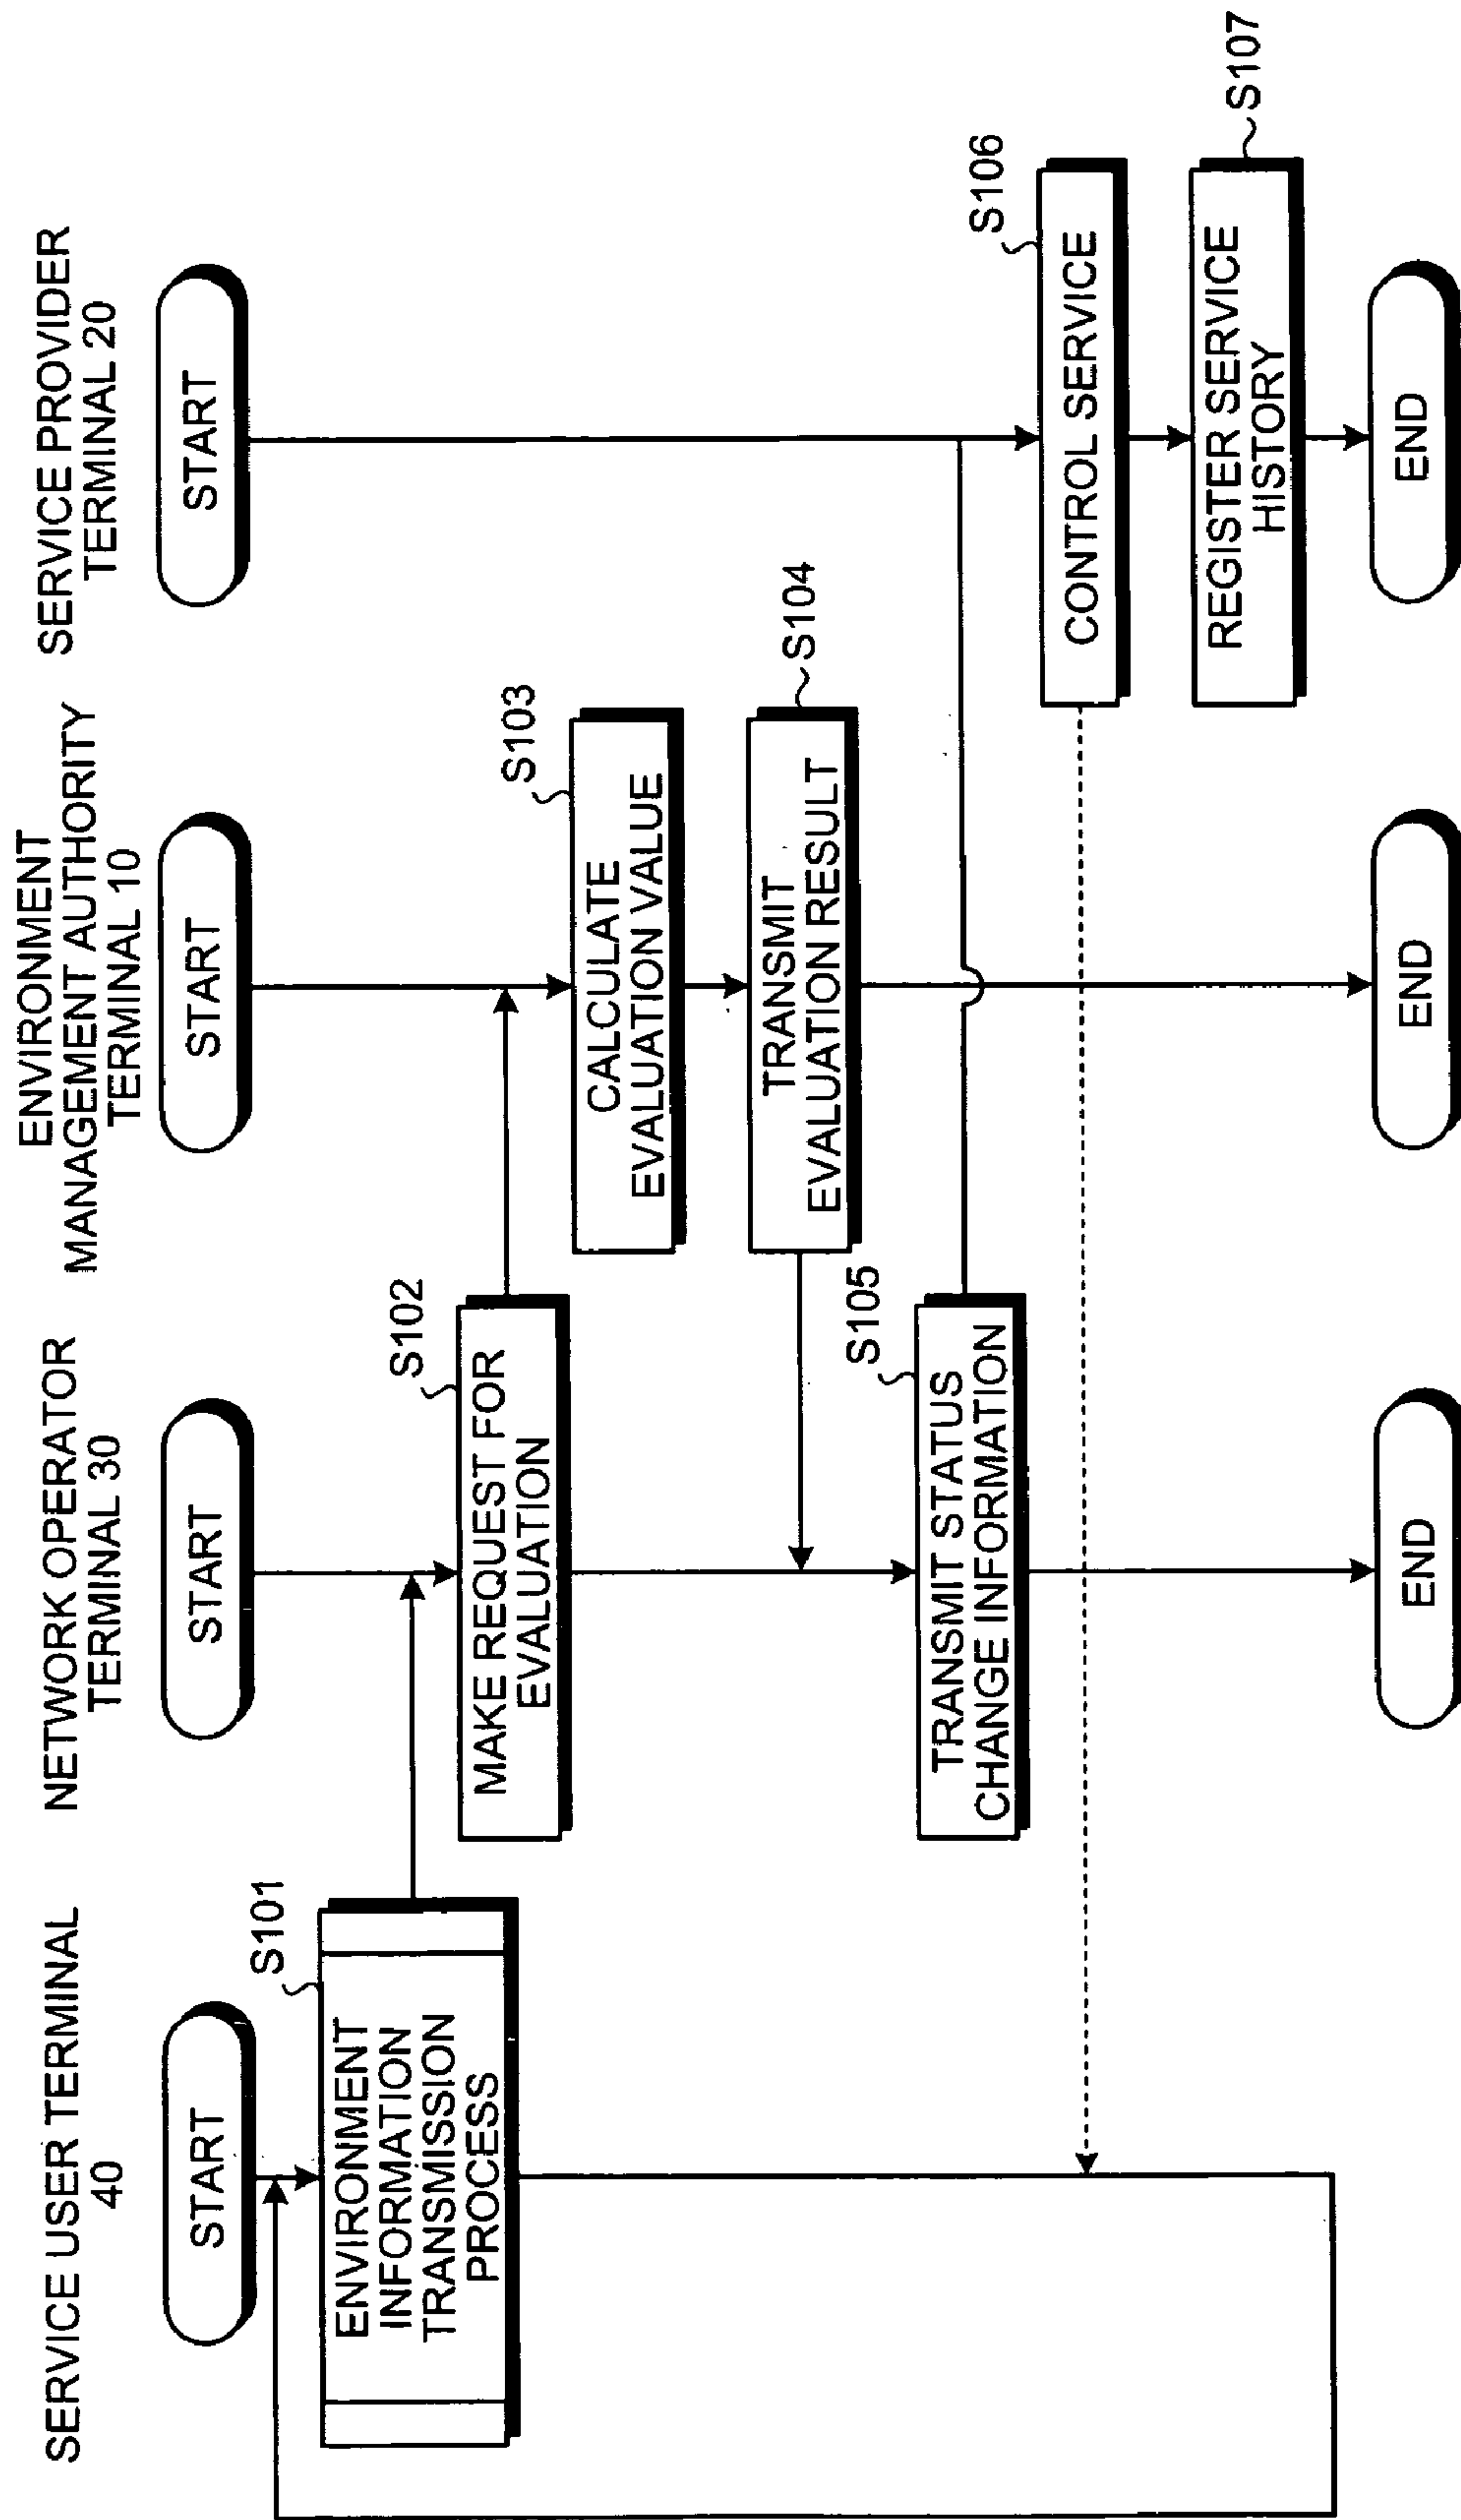 SERVICE USER TERMINAL
40
START
S101
ENVIRONMENT
INFORMATION
TRANSMISSION
PROCESS
NETWORK OPERATOR
TERMINAL 30
START
S102
MAKE REQUEST FOR
EVALUATION
S105
TRANSMIT STATUS
CHANGE INFORMATION
END
ENVIRONMENT
MANAGEMENT AUTHORITY
TERMINAL 10
START
S103
CALCULATE
EVALUATION VALUE
S104
TRANSMIT
EVALUATION RESULT
END
SERVICE PROVIDER
TERMINAL 20
START
S106
CONTROL SERVICE
S107
REGISTER SERVICE
HISTORY
END